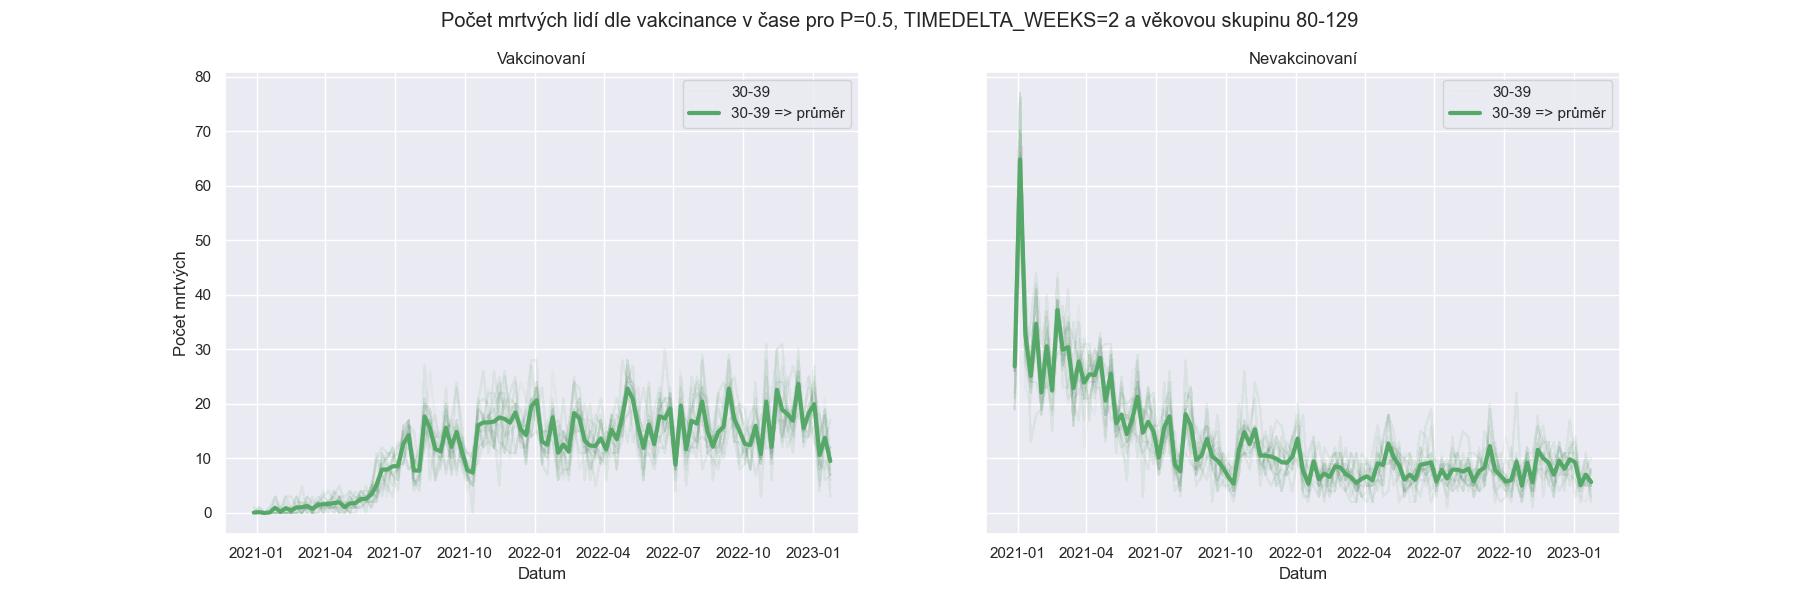 Počet mrtvých lidí dle vakcinance v čase pro P=0.5, TIMEDELTA_WEEKS=2 a věkovou skupinu 80-129
Vakcinovaní
Nevakcinovaní
30-39
30-39 => průměr
30-39
30-39 => průměr
Počet mrtvých
80
70
60
50
40
30
20
10
0
2021-01 2021-04 2021-07 2021-10 2022-01 2022-04 2022-07 2022-10 2023-01
Datum
2021-01 2021-04 2021-07 2021-10 2022-01 2022-04 2022-07 2022-10 2023-01
Datum